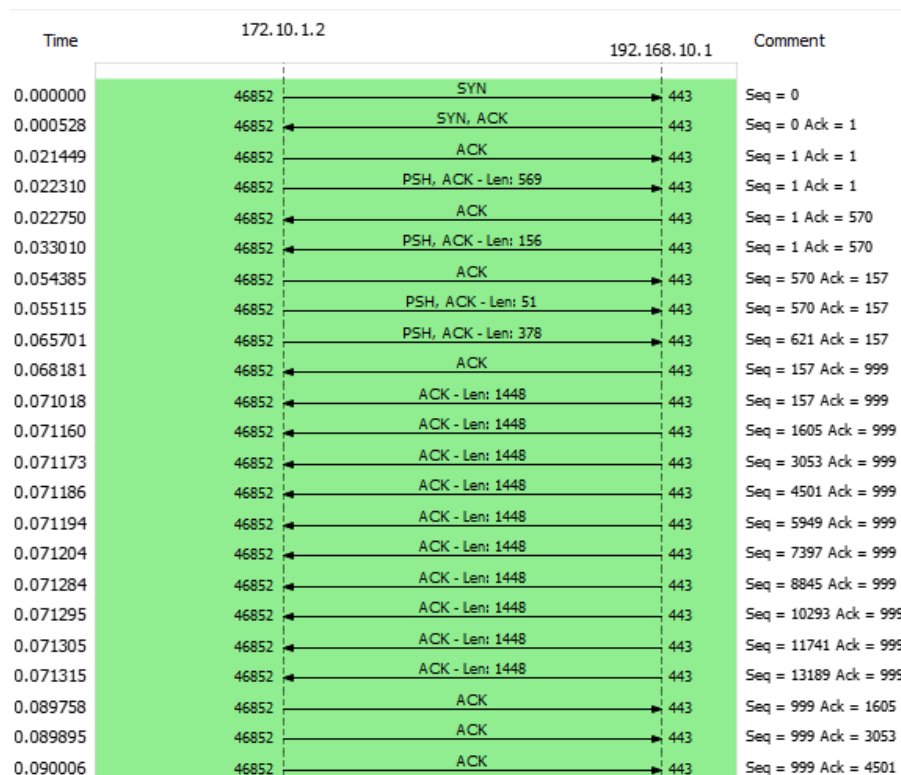 Time 172.10.1.2 192.168.10.1 Comment
0.000000 46852 SYN 443 Seq = 0
0.000528 46852 SYN, ACK 443 Seq = 0 Ack = 1
0.021449 46852 ACK 443 Seq = 1 Ack = 1
0.022310 46852 PSH, ACK - Len: 569 443 Seq = 1 Ack = 1
0.022750 46852 ACK 443 Seq = 1 Ack = 570
0.033010 46852 PSH, ACK - Len: 156 443 Seq = 1 Ack = 570
0.054385 46852 ACK 443 Seq = 570 Ack = 157
0.055115 46852 PSH, ACK - Len: 51 443 Seq = 570 Ack = 157
0.065701 46852 PSH, ACK - Len: 378 443 Seq = 621 Ack = 157
0.068181 46852 ACK 443 Seq = 157 Ack = 999
0.071018 46852 ACK - Len: 1448 443 Seq = 157 Ack = 999
0.071160 46852 ACK - Len: 1448 443 Seq = 1605 Ack = 999
0.071173 46852 ACK - Len: 1448 443 Seq = 3053 Ack = 999
0.071186 46852 ACK - Len: 1448 443 Seq = 4501 Ack = 999
0.071194 46852 ACK - Len: 1448 443 Seq = 5949 Ack = 999
0.071204 46852 ACK - Len: 1448 443 Seq = 7397 Ack = 999
0.071284 46852 ACK - Len: 1448 443 Seq = 8845 Ack = 999
0.071295 46852 ACK - Len: 1448 443 Seq = 10293 Ack = 999
0.071305 46852 ACK - Len: 1448 443 Seq = 11741 Ack = 999
0.071315 46852 ACK - Len: 1448 443 Seq = 13189 Ack = 999
0.089758 46852 ACK 443 Seq = 999 Ack = 1605
0.089895 46852 ACK 443 Seq = 999 Ack = 3053
0.090006 46852 ACK 443 Seq = 999 Ack = 4501